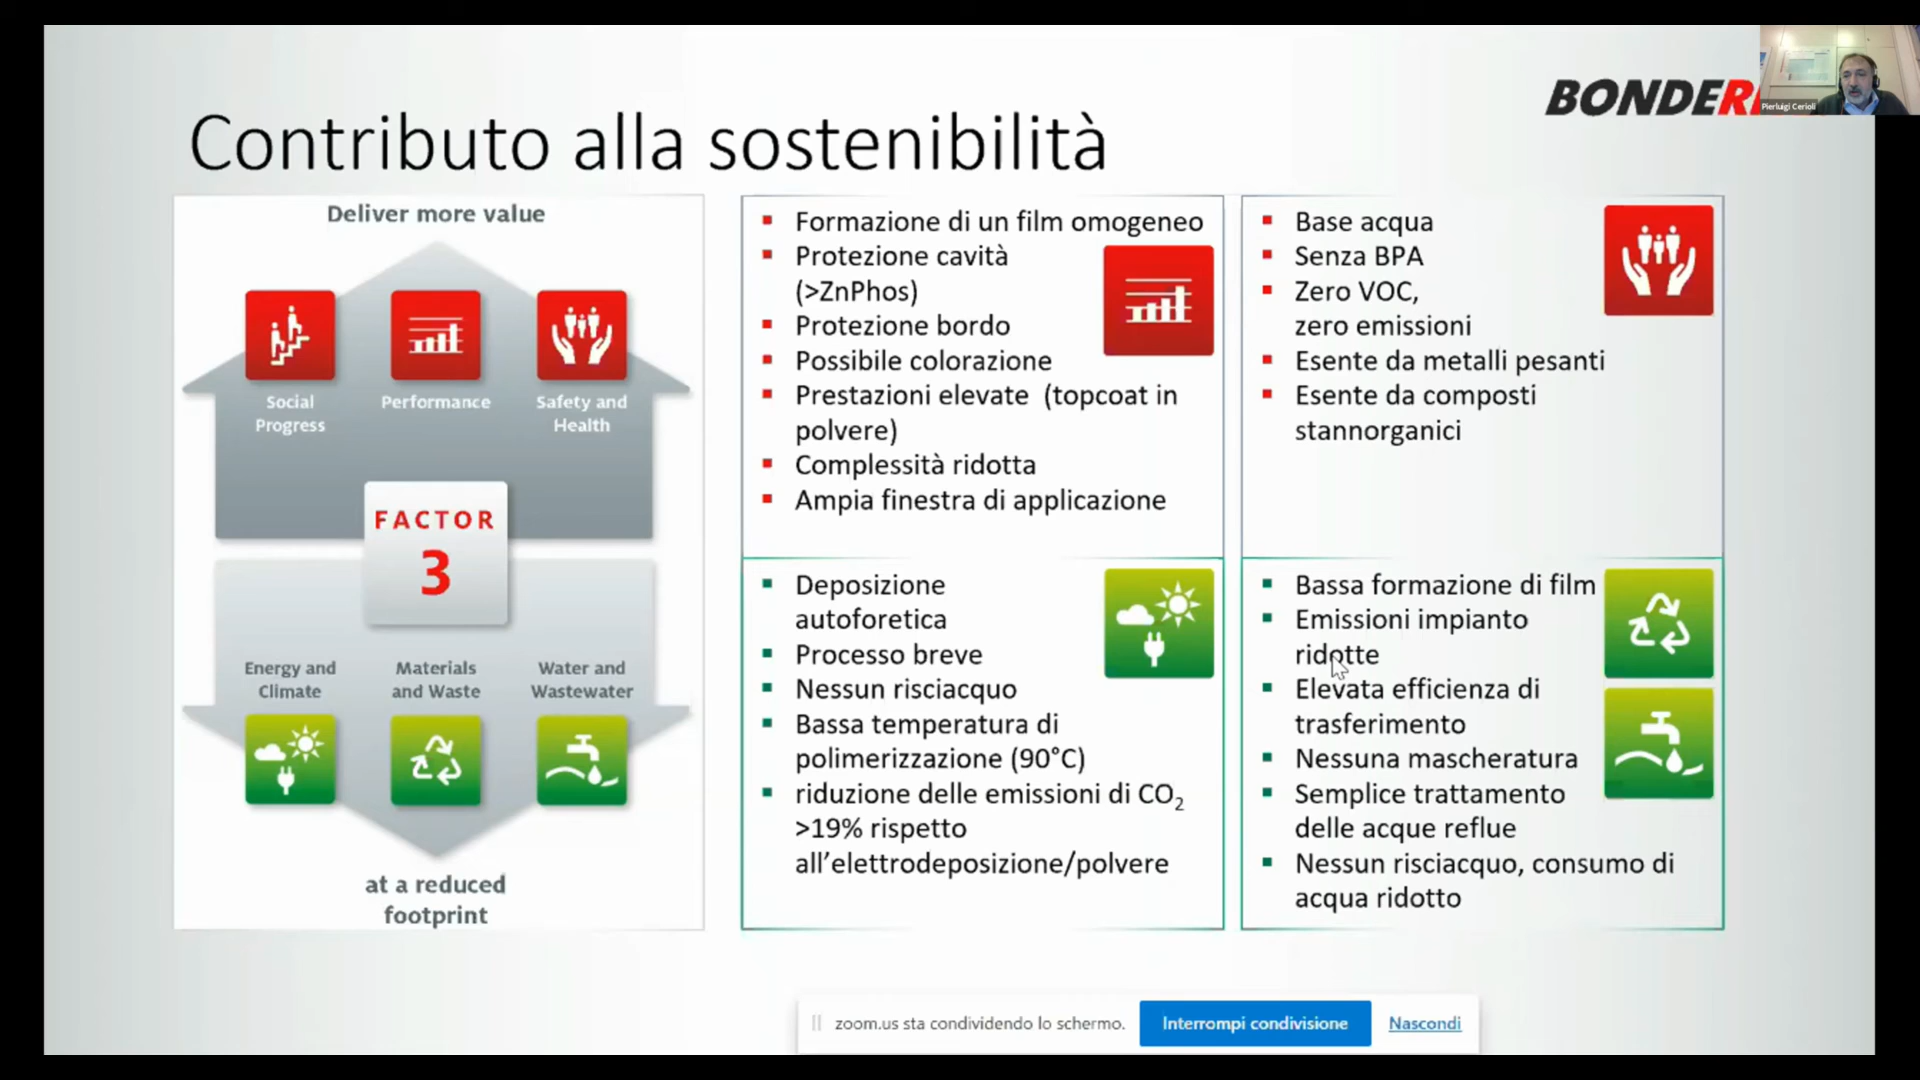 BONDER
Pierluigi Cerioli
Contributo alla sostenibilità
Deliver more value
Social
Progress
Performance
Safety and
Health
FACTOR
3
Energy and
Climate
Materials
and Waste
Water and
Wastewater
at a reduced
footprint
Formazione di un film omogeneo
Protezione cavità
(>ZnPhos)
Protezione bordo
Possibile colorazione
Prestazioni elevate (topcoat in
polvere)
Complessità ridotta
Ampia finestra di applicazione
Base acqua
Senza BPA
Zero VOC,
zero emissioni
Esente da metalli pesanti
Esente da composti
stannorganici
Deposizione
autoforetica
Processo breve
Nessun risciacquo
Bassa temperatura di
polimerizzazione (90°C)
riduzione delle emissioni di CO₂
>19% rispetto
all’elettrodeposizione/polvere
Bassa formazione di film
Emissioni impianto
ridotte
Elevata efficienza di
trasferimento
Nessuna mascheratura
Semplice trattamento
delle acque reflue
Nessun risciacquo, consumo di
acqua ridotto
zoom.us sta condividendo lo schermo.
Interrompi condivisione
Nascondi